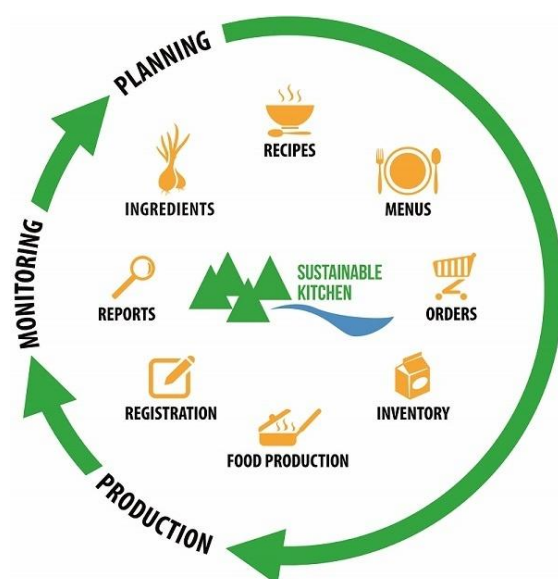 PLANNING
RECIPES
INGREDIENTS
MENUS
MONITORING
SUSTAINABLE
KITCHEN
REPORTS
ORDERS
REGISTRATION
INVENTORY
FOOD PRODUCTION
PRODUCTION